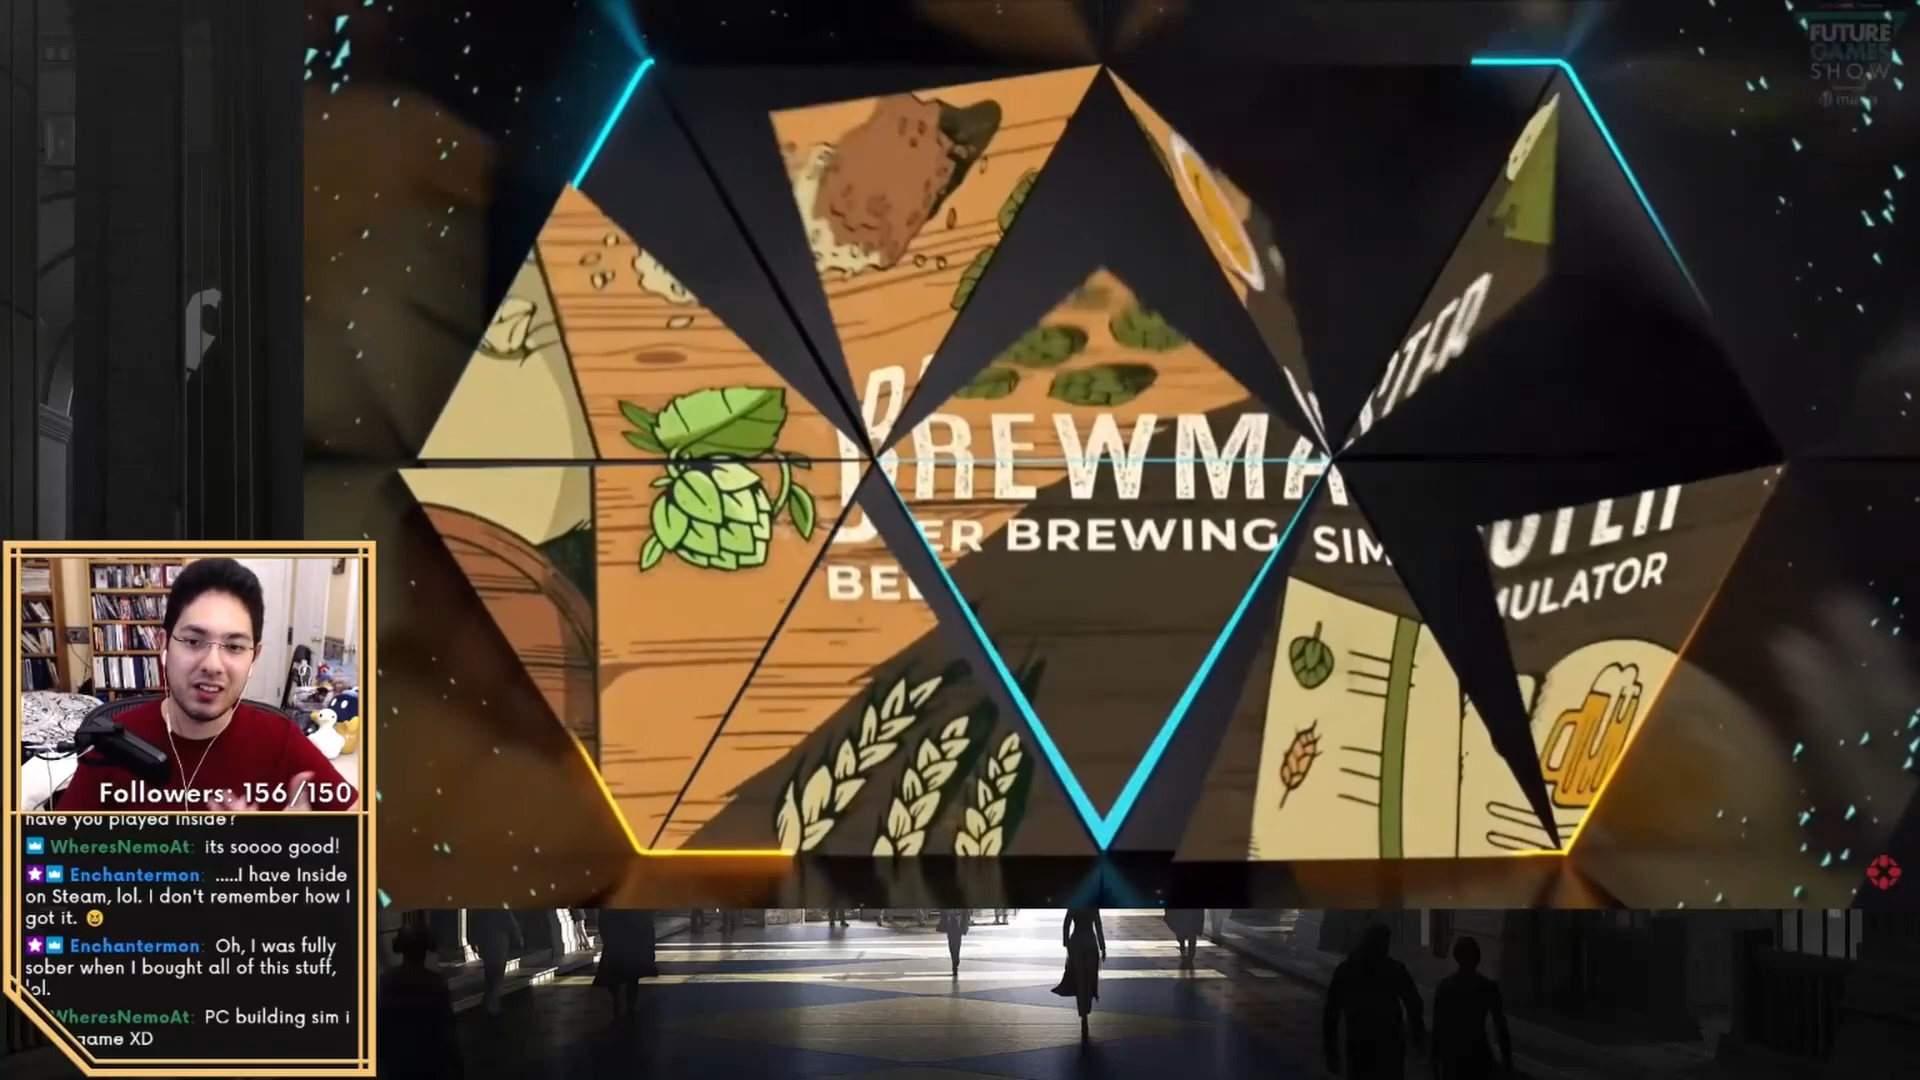 FUTURE
GAMES
SHOW
BREWMA
ER BREWING
SIM
BEE
MULATOR
Followers: 156/150
have you played Inside?
WheresNemoAt: its soooo good!
Enchantermon: .....I have Inside
on Steam, lol. I don't remember how I
got it.
Enchantermon: Oh, I was fully
sober when I bought all of this stuff,
lol.
WheresNemoAt: PC building sim i
game XD